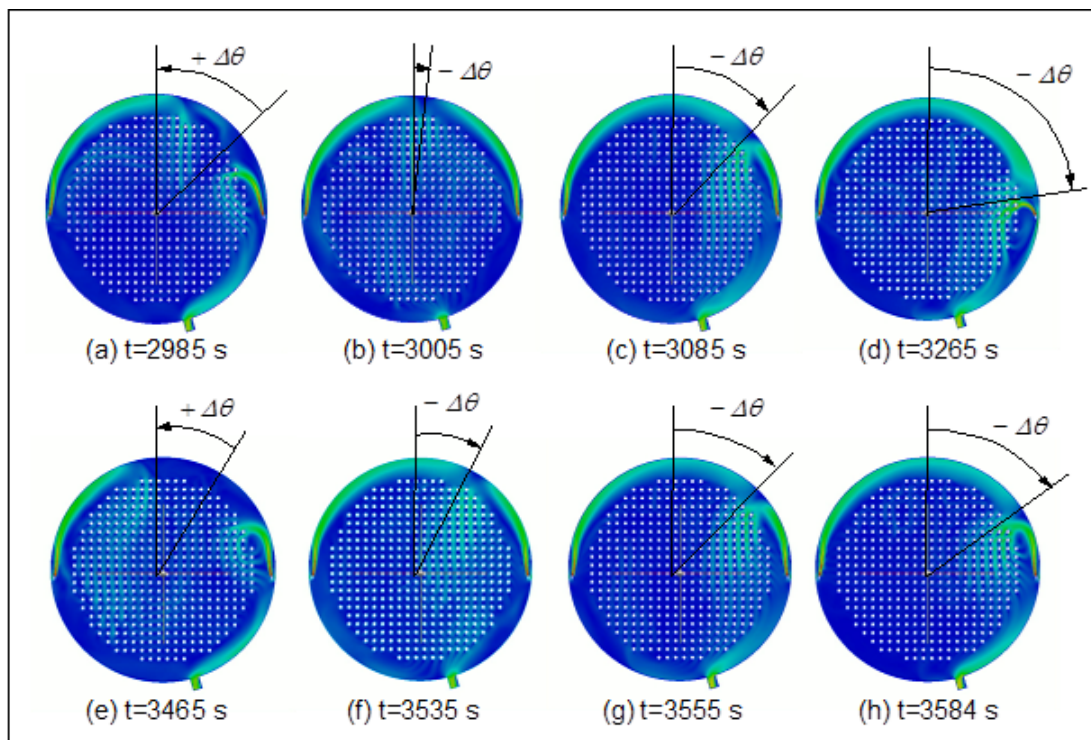 + Δθ
− Δθ
− Δθ
− Δθ
(a) t=2985 s
(b) t=3005 s
(c) t=3085 s
(d) t=3265 s
+ Δθ
− Δθ
− Δθ
− Δθ
(e) t=3465 s
(f) t=3535 s
(g) t=3555 s
(h) t=3584 s